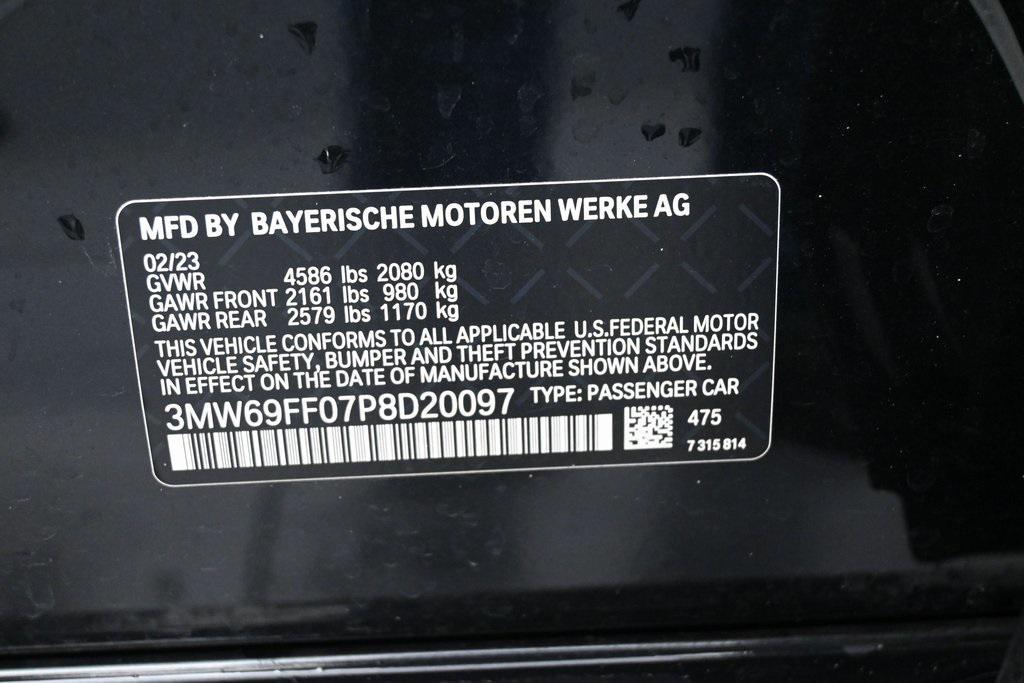 MFD BY BAYERISCHE MOTOREN WERKE AG
02/23
GVWR 4586 lbs 2080 kg
GAWR FRONT 2161 lbs 980 kg
GAWR REAR 2579 lbs 1170 kg
THIS VEHICLE CONFORMS TO ALL APPLICABLE U.S.FEDERAL MOTOR
VEHICLE SAFETY, BUMPER AND THEFT PREVENTION STANDARDS
IN EFFECT ON THE DATE OF MANUFACTURE SHOWN ABOVE.
3MW69FF07P8D20097 TYPE: PASSENGER CAR
475
7 315 814